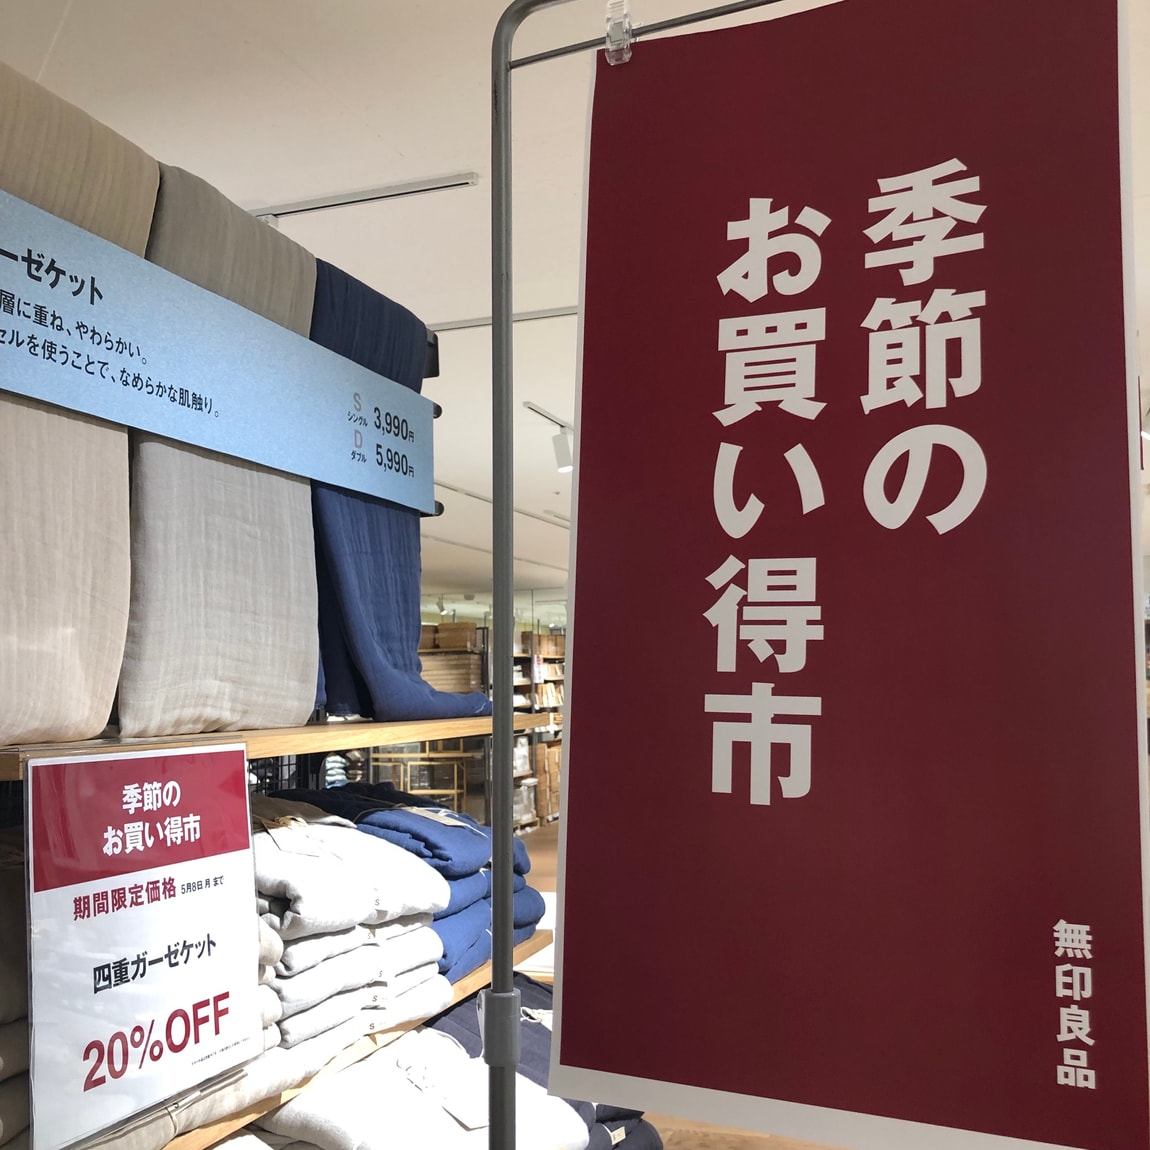 季節の
お買い得市
無印良品
ーゼケット
層に重ね、やわらかい。
セルを使うことで、なめらかな肌触り。
S
シングル
3,990円
D
ダブル
5,990円
季節の
お買い得市
期間限定価格 5月8日 月 まで
四重ガーゼケット
20%OFF
S
S
S
S